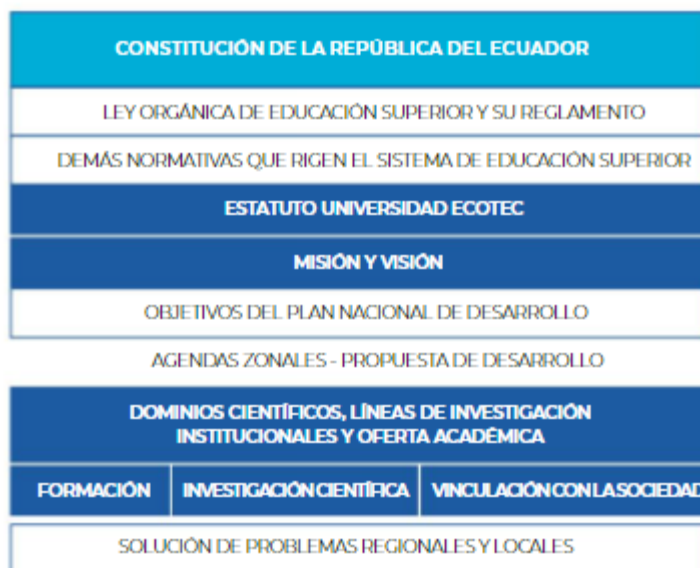 CONSTITUCIÓN DE LA REPÚBLICA DEL ECUADOR
LEY ORGÁNICA DE EDUCACIÓN SUPERIOR Y SU REGLAMENTO
DEMÁS NORMATIVAS QUE RIGEN EL SISTEMA DE EDUCACIÓN SUPERIOR
ESTATUTO UNIVERSIDAD ECOTEC
MISIÓN Y VISIÓN
OBJETIVOS DEL PLAN NACIONAL DE DESARROLLO
AGENDAS ZONALES - PROPUESTA DE DESARROLLO
DOMINIOS CIENTÍFICOS, LÍNEAS DE INVESTIGACIÓN
INSTITUCIONALES Y OFERTA ACADÉMICA
FORMACIÓN
INVESTIGACIÓN CIENTÍFICA
VINCULACIÓN CON LA SOCIEDAD
SOLUCIÓN DE PROBLEMAS REGIONALES Y LOCALES